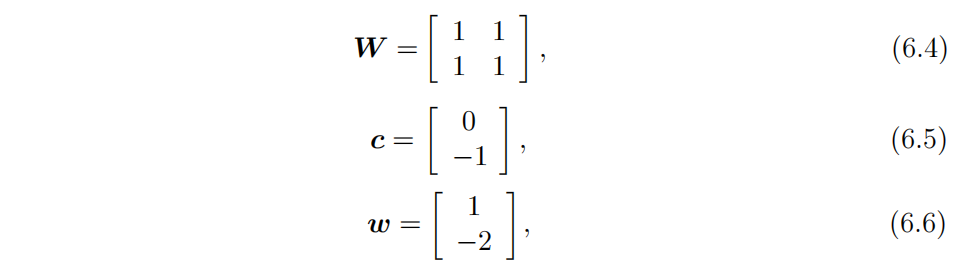 W = [ 1 1 ; 1 1 ], (6.4)
c = [ 0 ; −1 ], (6.5)
w = [ 1 ; −2 ], (6.6)